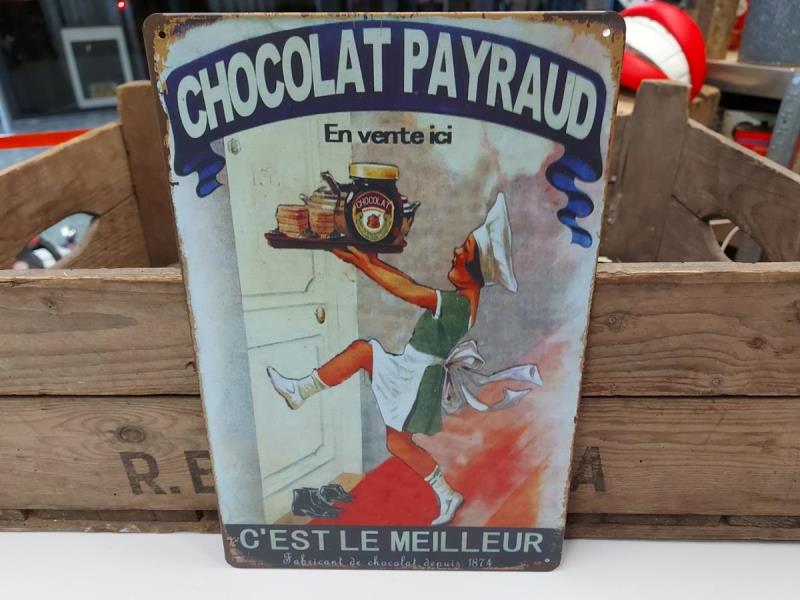 CHOCOLAT PAYRAUD
En vente ici
CHOCOLAT
C'EST LE MEILLEUR
Fabricant de chocolat depuis 1874
R.
A